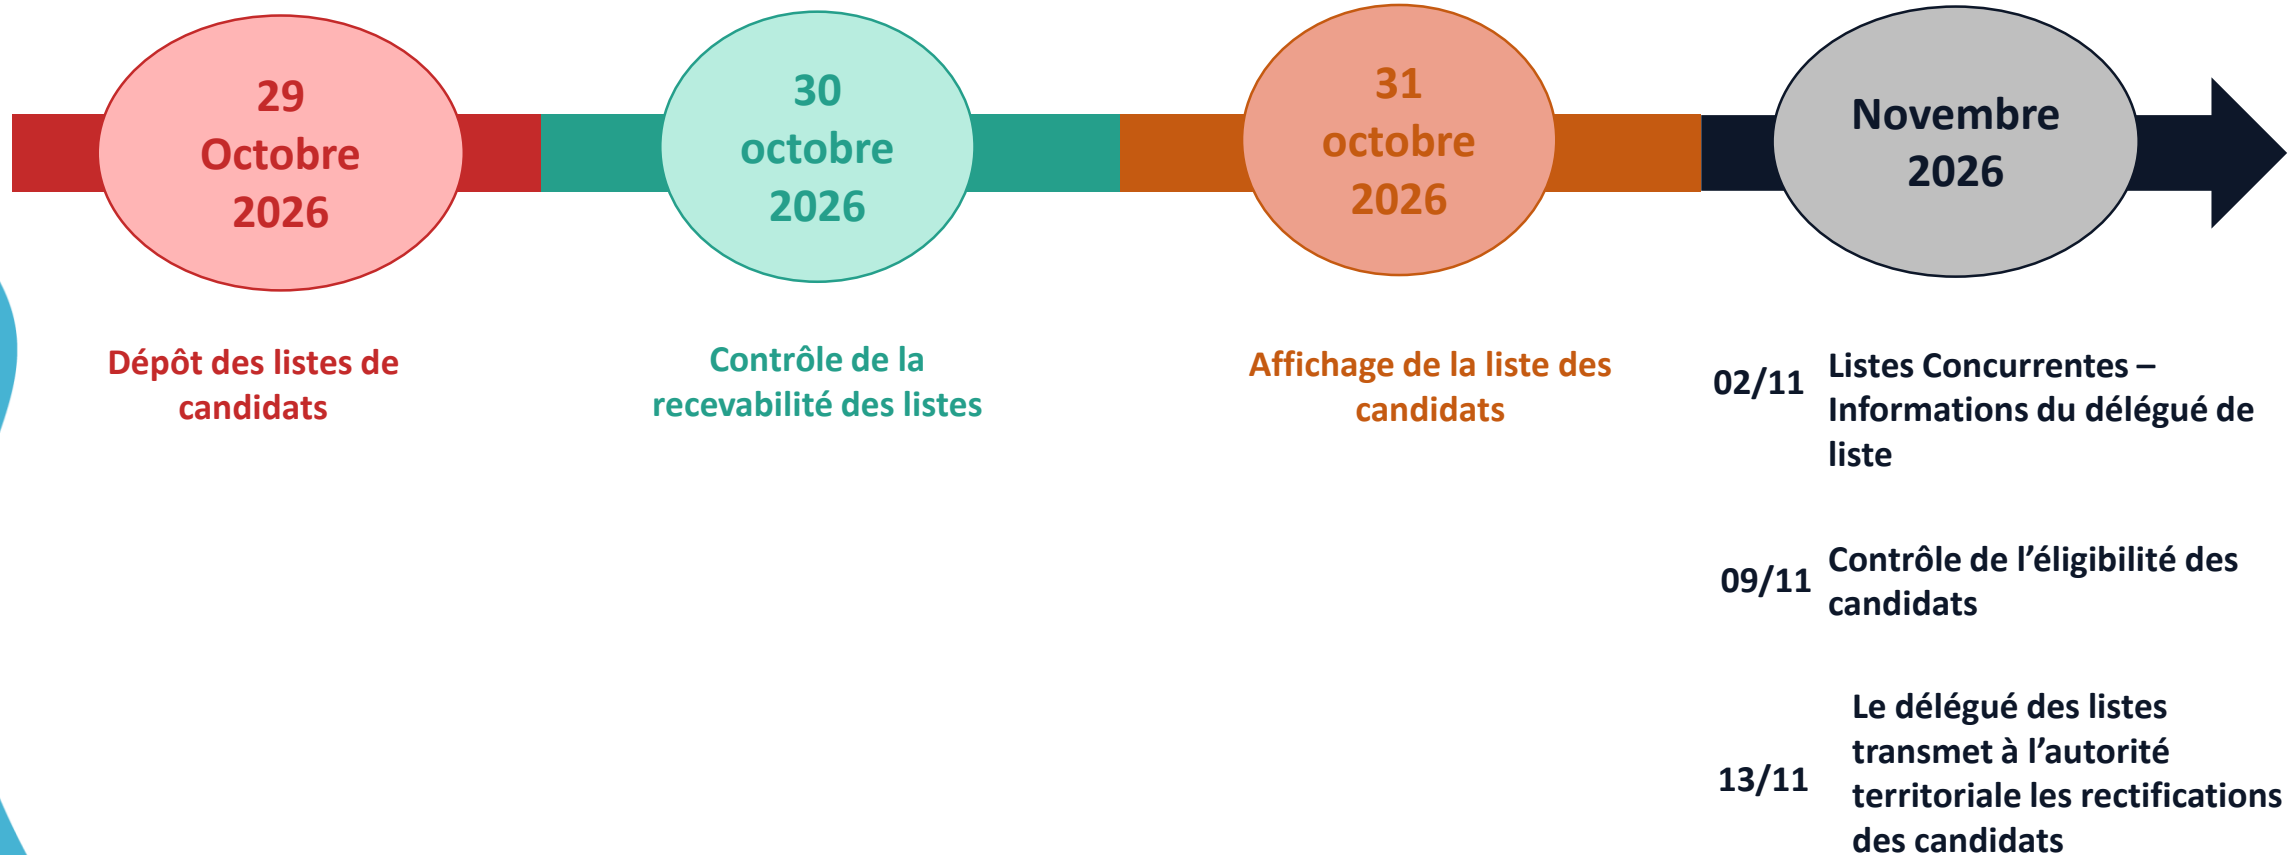 29
Octobre
2026
30
octobre
2026
31
octobre
2026
Novembre
2026
Dépôt des listes de
candidats
Contrôle de la
recevabilité des listes
Affichage de la liste des
candidats
02/11
Listes Concurrentes –
Informations du délégué de
liste
09/11
Contrôle de l’éligibilité des
candidats
13/11
Le délégué des listes
transmet à l’autorité
territoriale les rectifications
des candidats